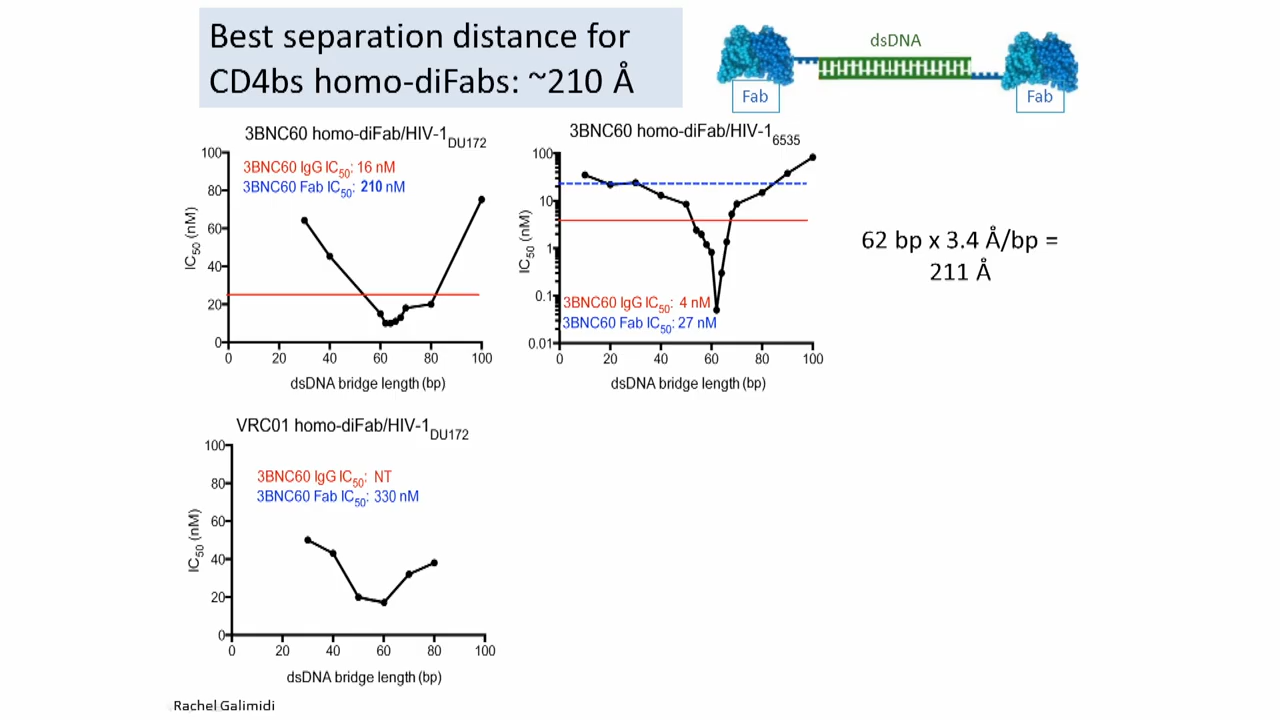 Best separation distance for
CD4bs homo-diFabs: ~210 Å
dsDNA
Fab
Fab
3BNC60 homo-diFab/HIV-1DU172
3BNC60 IgG IC50: 16 nM
3BNC60 Fab IC50: 210 nM
IC50 (nM)
100
80
60
40
20
0
0 20 40 60 80 100
dsDNA bridge length (bp)
3BNC60 homo-diFab/HIV-16535
IC50 (nM)
100
10
1
0.1
0.01
3BNC60 IgG IC50: 4 nM
3BNC60 Fab IC50: 27 nM
0 20 40 60 80 100
dsDNA bridge length (bp)
62 bp x 3.4 Å/bp =
211 Å
VRC01 homo-diFab/HIV-1DU172
3BNC60 IgG IC50: NT
3BNC60 Fab IC50: 330 nM
IC50 (nM)
100
80
60
40
20
0
0 20 40 60 80 100
dsDNA bridge length (bp)
Rachel Galimidi